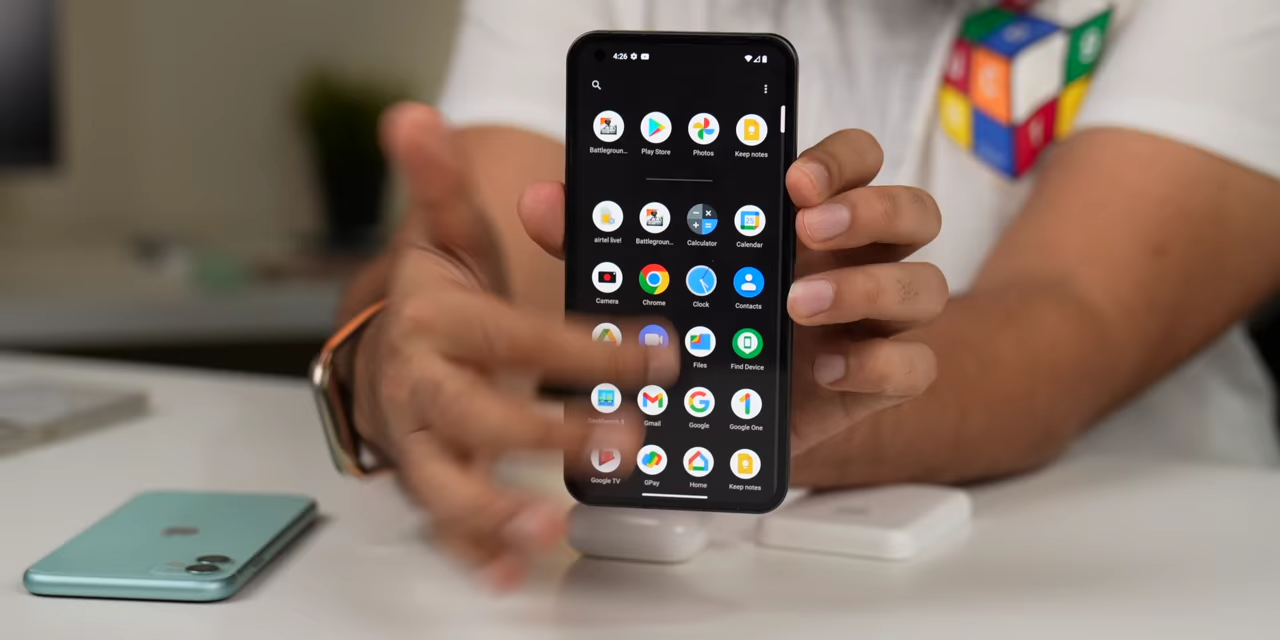 4:26
Battlegroun... Play Store Photos Keep notes
airtel live! Battlegroun... Calculator Calendar
25
Camera Chrome Clock Contacts
Files Find Device
Gmail Google Google One
Google TV GPay Home Keep notes